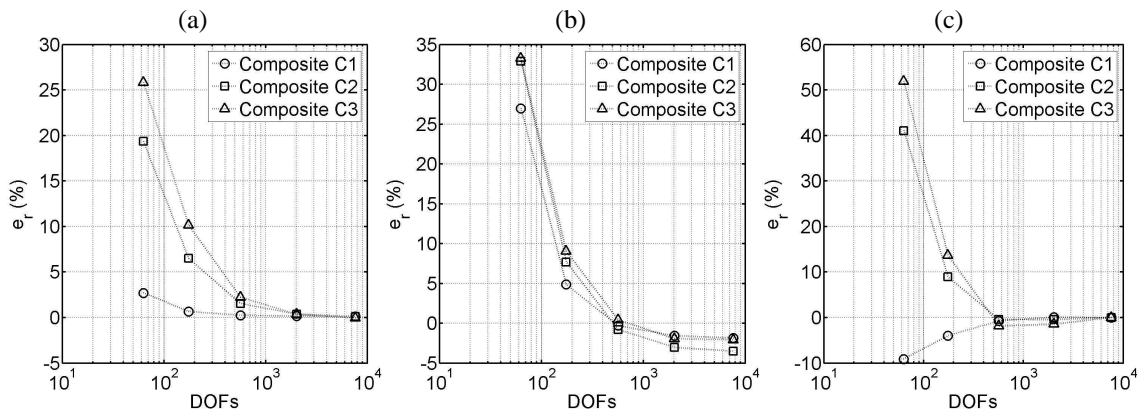 (a)
30
25
20
15
10
5
0
-5
e_r (%)
10^1
10^2
10^3
10^4
DOFs
Composite C1
Composite C2
Composite C3
(b)
35
30
25
20
15
10
5
0
-5
e_r (%)
10^1
10^2
10^3
10^4
DOFs
Composite C1
Composite C2
Composite C3
(c)
60
50
40
30
20
10
0
-10
e_r (%)
10^1
10^2
10^3
10^4
DOFs
Composite C1
Composite C2
Composite C3